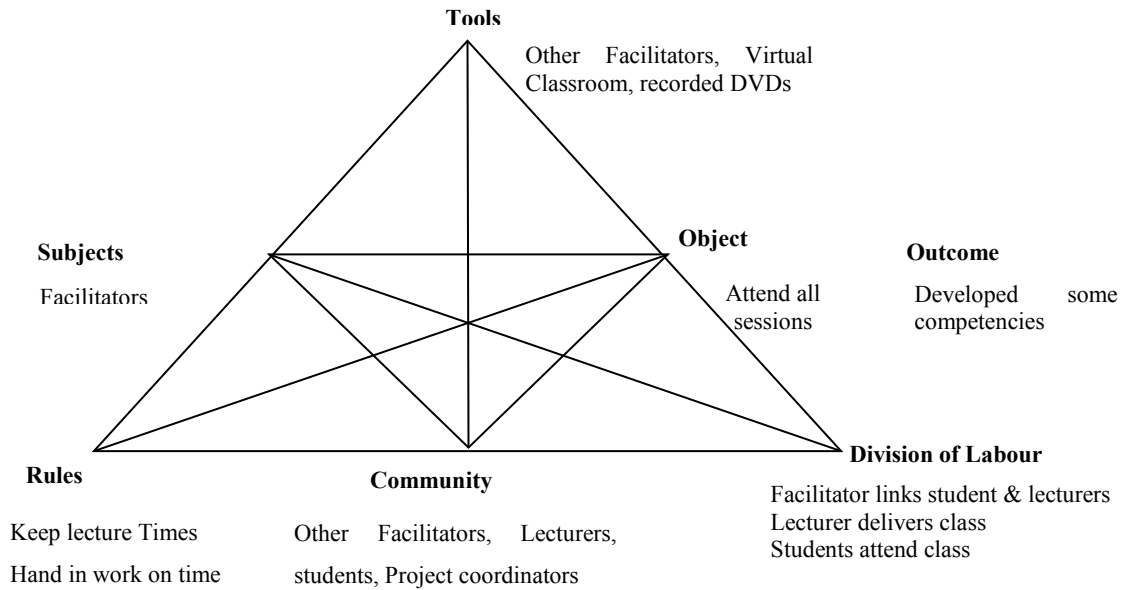 Tools
Other Facilitators, Virtual
Classroom, recorded DVDs
Subjects
Facilitators
Object
Attend all
sessions
Outcome
Developed some
competencies
Rules
Keep lecture Times
Hand in work on time
Community
Other Facilitators, Lecturers,
students, Project coordinators
Division of Labour
Facilitator links student & lecturers
Lecturer delivers class
Students attend class